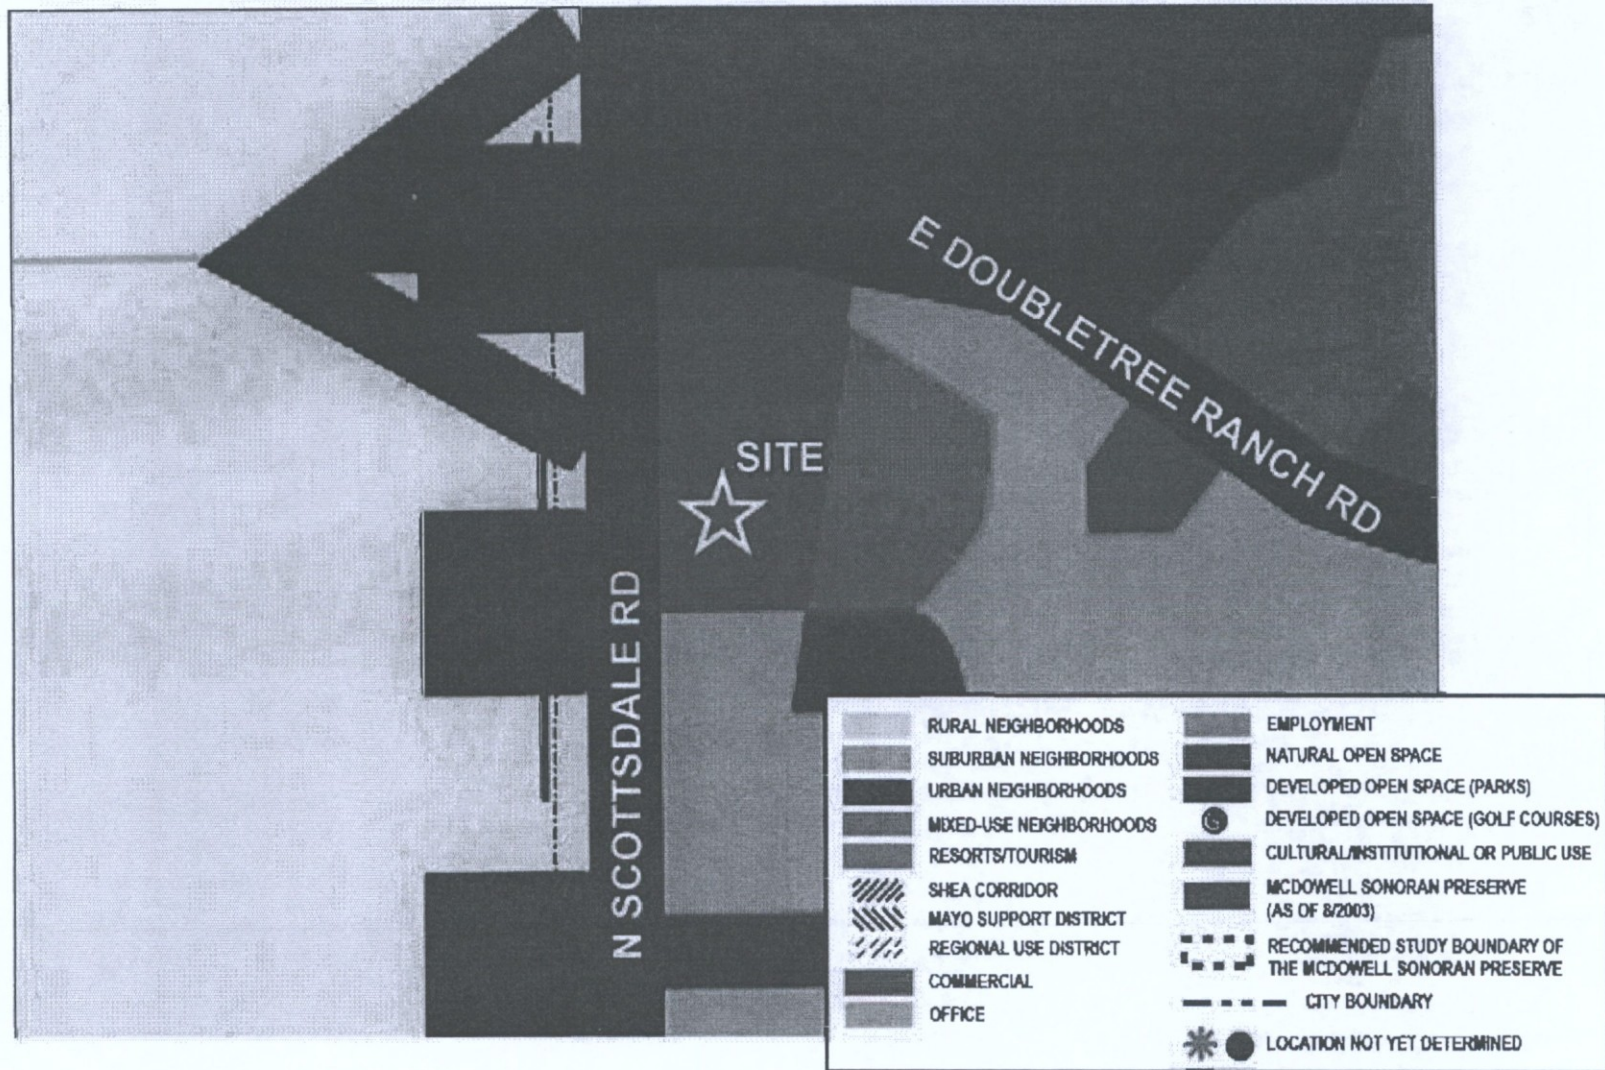 E DOUBLETREE RANCH RD
SITE
N SCOTTSDALE RD
RURAL NEIGHBORHOODS
SUBURBAN NEIGHBORHOODS
URBAN NEIGHBORHOODS
MIXED-USE NEIGHBORHOODS
RESORTS/TOURISM
SHEA CORRIDOR
MAYO SUPPORT DISTRICT
REGIONAL USE DISTRICT
COMMERCIAL
OFFICE
EMPLOYMENT
NATURAL OPEN SPACE
DEVELOPED OPEN SPACE (PARKS)
G DEVELOPED OPEN SPACE (GOLF COURSES)
CULTURAL/INSTITUTIONAL OR PUBLIC USE
MCDOWELL SONORAN PRESERVE
(AS OF 8/2003)
RECOMMENDED STUDY BOUNDARY OF
THE MCDOWELL SONORAN PRESERVE
CITY BOUNDARY
LOCATION NOT YET DETERMINED